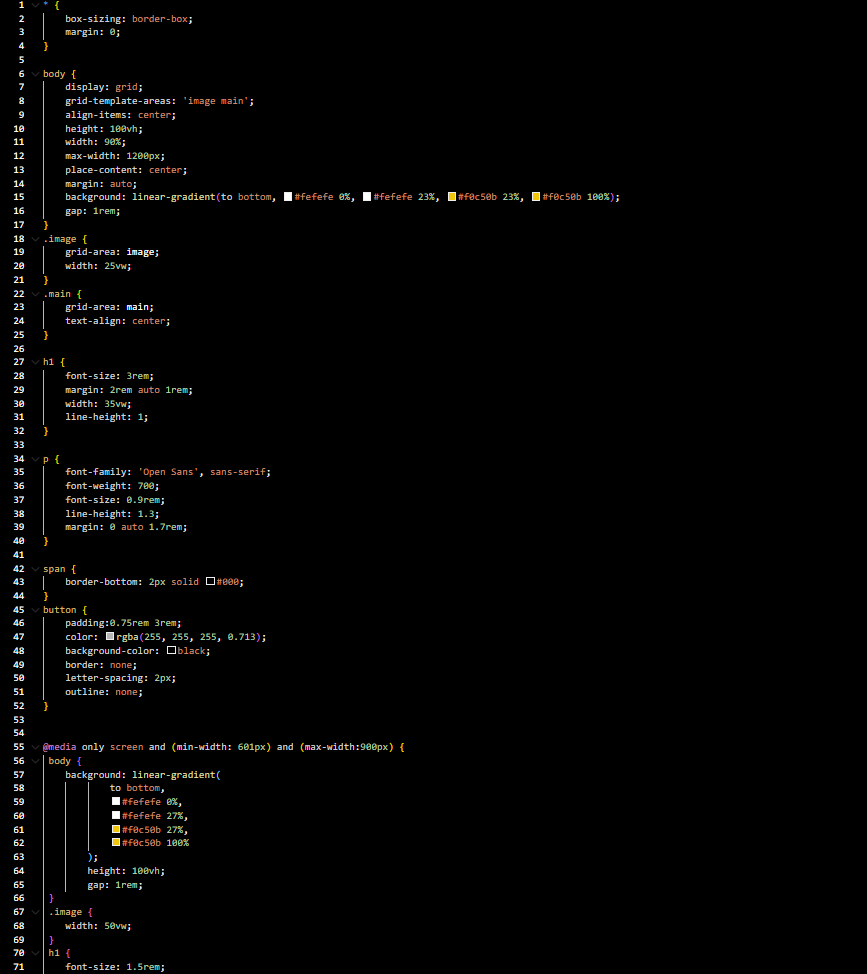 1 * {
2 box-sizing: border-box;
3 margin: 0;
4 }
5
6 body {
7 display: grid;
8 grid-template-areas: 'image main';
9 align-items: center;
10 height: 100vh;
11 width: 90%;
12 max-width: 1200px;
13 place-content: center;
14 margin: auto;
15 background: linear-gradient(to bottom, #fefefe 0%, #fefefe 23%, #f0c50b 23%, #f0c50b 100%);
16 gap: 1rem;
17 }
18 .image {
19 grid-area: image;
20 width: 25vw;
21 }
22 .main {
23 grid-area: main;
24 text-align: center;
25 }
26
27 h1 {
28 font-size: 3rem;
29 margin: 2rem auto 1rem;
30 width: 35vw;
31 line-height: 1;
32 }
33
34 p {
35 font-family: 'Open Sans', sans-serif;
36 font-weight: 700;
37 font-size: 0.9rem;
38 line-height: 1.3;
39 margin: 0 auto 1.7rem;
40 }
41
42 span {
43 border-bottom: 2px solid #000;
44 }
45 button {
46 padding:0.75rem 3rem;
47 color: rgba(255, 255, 255, 0.713);
48 background-color: black;
49 border: none;
50 letter-spacing: 2px;
51 outline: none;
52 }
53
54
55 @media only screen and (min-width: 601px) and (max-width:900px) {
56 body {
57 background: linear-gradient(
58 to bottom,
59 #fefefe 0%,
60 #fefefe 27%,
61 #f0c50b 27%,
62 #f0c50b 100%
63 );
64 height: 100vh;
65 gap: 1rem;
66 }
67 .image {
68 width: 50vw;
69 }
70 h1 {
71 font-size: 1.5rem;